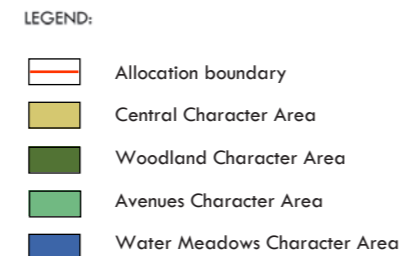 LEGEND:
Allocation boundary
Central Character Area
Woodland Character Area
Avenues Character Area
Water Meadows Character Area